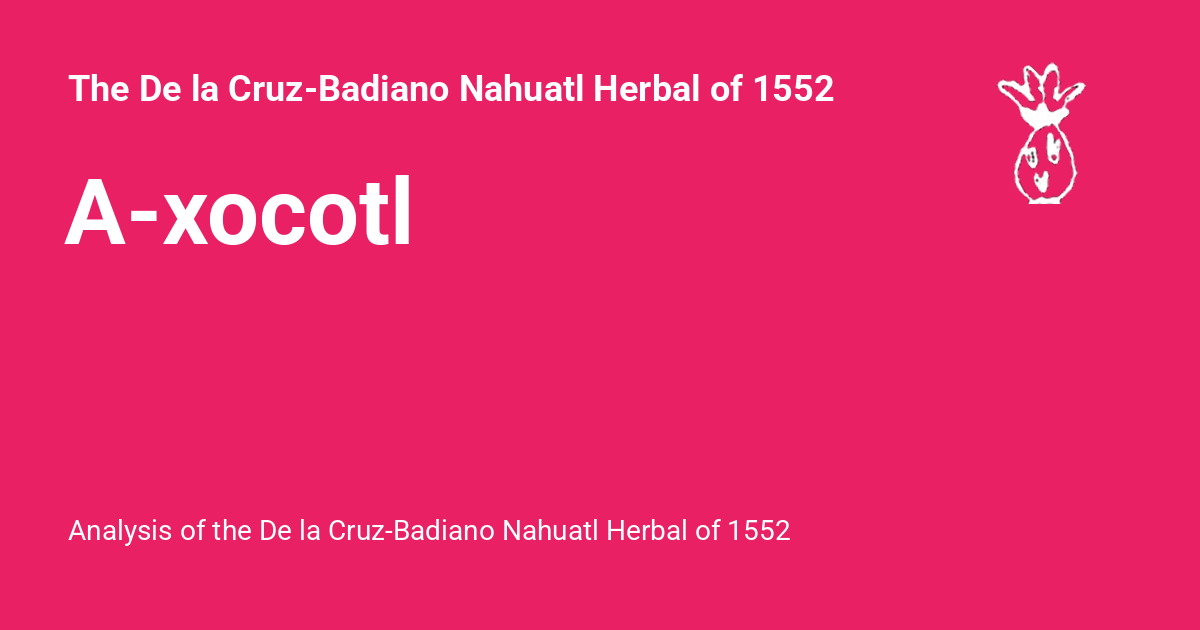 The De la Cruz-Badiano Nahuatl Herbal of 1552
A-xocotl
Analysis of the De la Cruz-Badiano Nahuatl Herbal of 1552